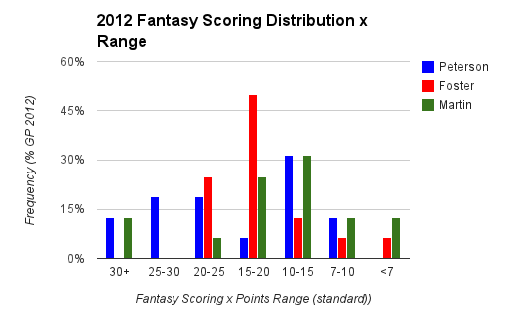 2012 Fantasy Scoring Distribution x
Range
Frequency (% GP 2012)
60%
45%
30%
15%
0%
30+ 25-30 20-25 15-20 10-15 7-10 <7
Fantasy Scoring x Points Range (standard))
Peterson
Foster
Martin